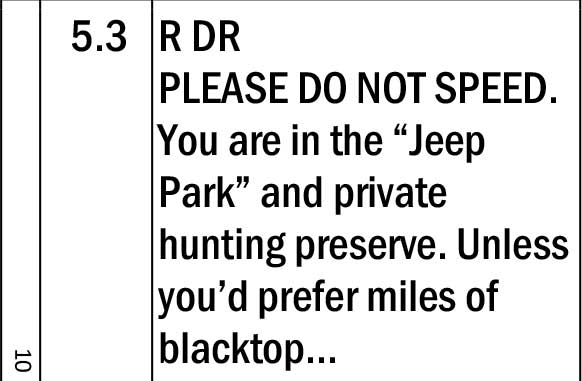 5.3 R DR
PLEASE DO NOT SPEED.
You are in the “Jeep
Park” and private
hunting preserve. Unless
you’d prefer miles of
blacktop...
10